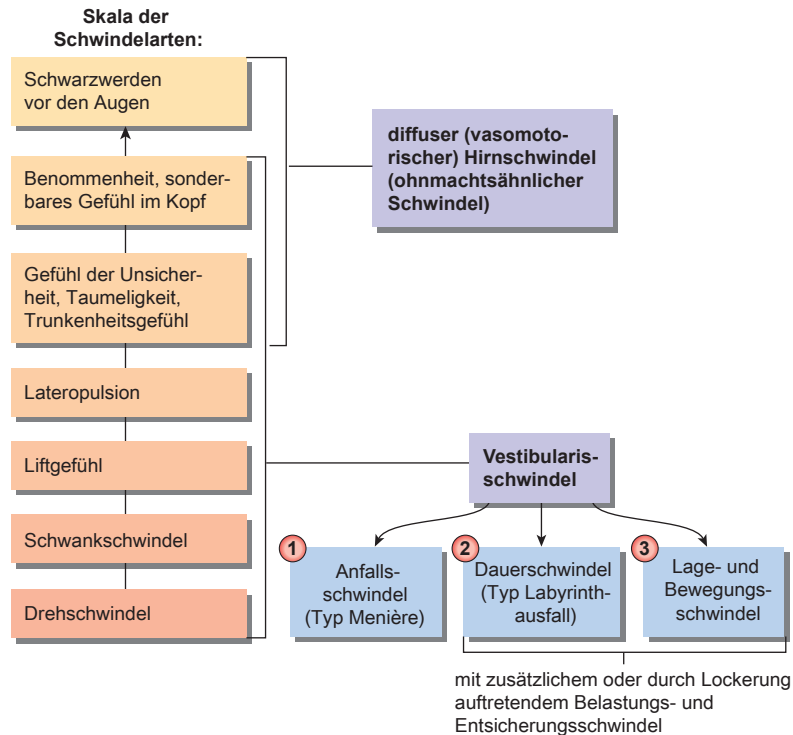 Skala der
Schwindelarten:
Schwarzwerden
vor den Augen
Benommenheit, sonder-
bares Gefühl im Kopf
Gefühl der Unsicher-
heit, Taumeligkeit,
Trunkenheitsgefühl
Lateropulsion
Liftgefühl
Schwankschwindel
Drehschwindel
diffuser (vasomoto-
rischer) Hirnschwindel
(ohnmachtsähnlicher
Schwindel)
Vestibularis-
schwindel
1
Anfalls-
schwindel
(Typ Menière)
2
Dauerschwindel
(Typ Labyrinth-
ausfall)
3
Lage- und
Bewegungs-
schwindel
mit zusätzlichem oder durch Lockerung
auftretendem Belastungs- und
Entsicherungsschwindel